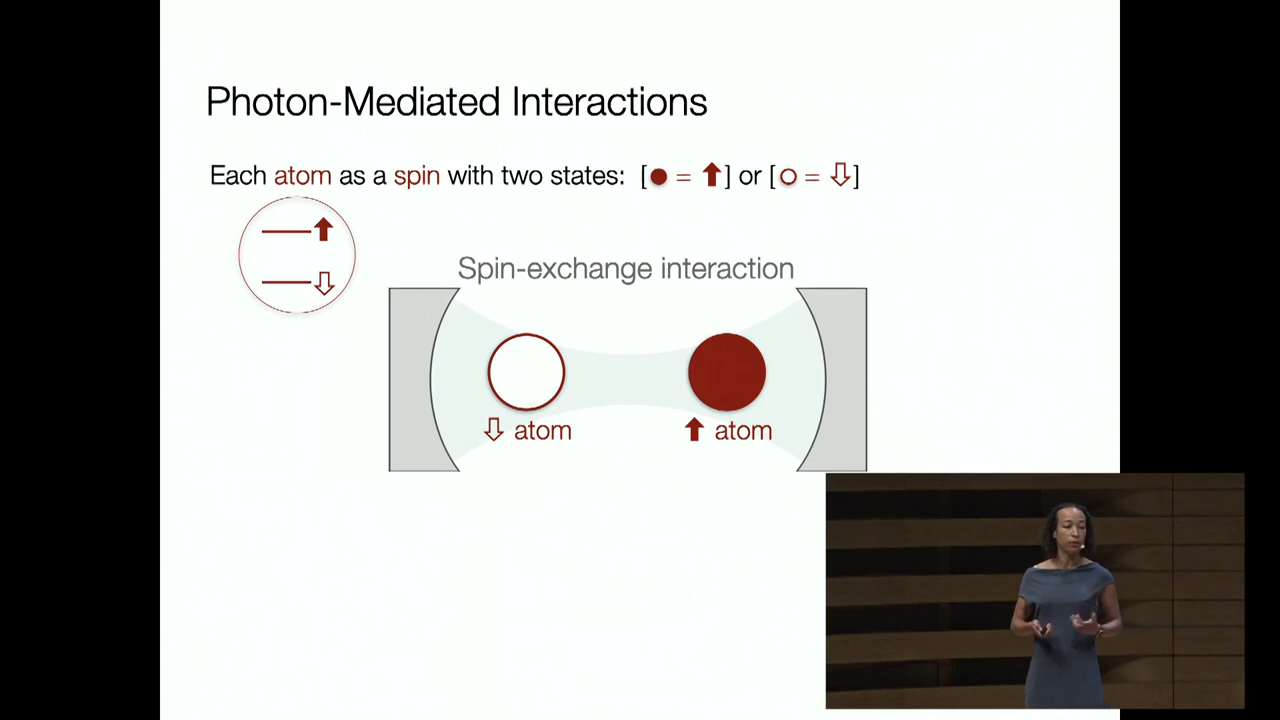 Photon-Mediated Interactions
Each atom as a spin with two states: [● = ⬆] or [○ = ⇩]
⬆
⇩
Spin-exchange interaction
⇩ atom
⬆ atom